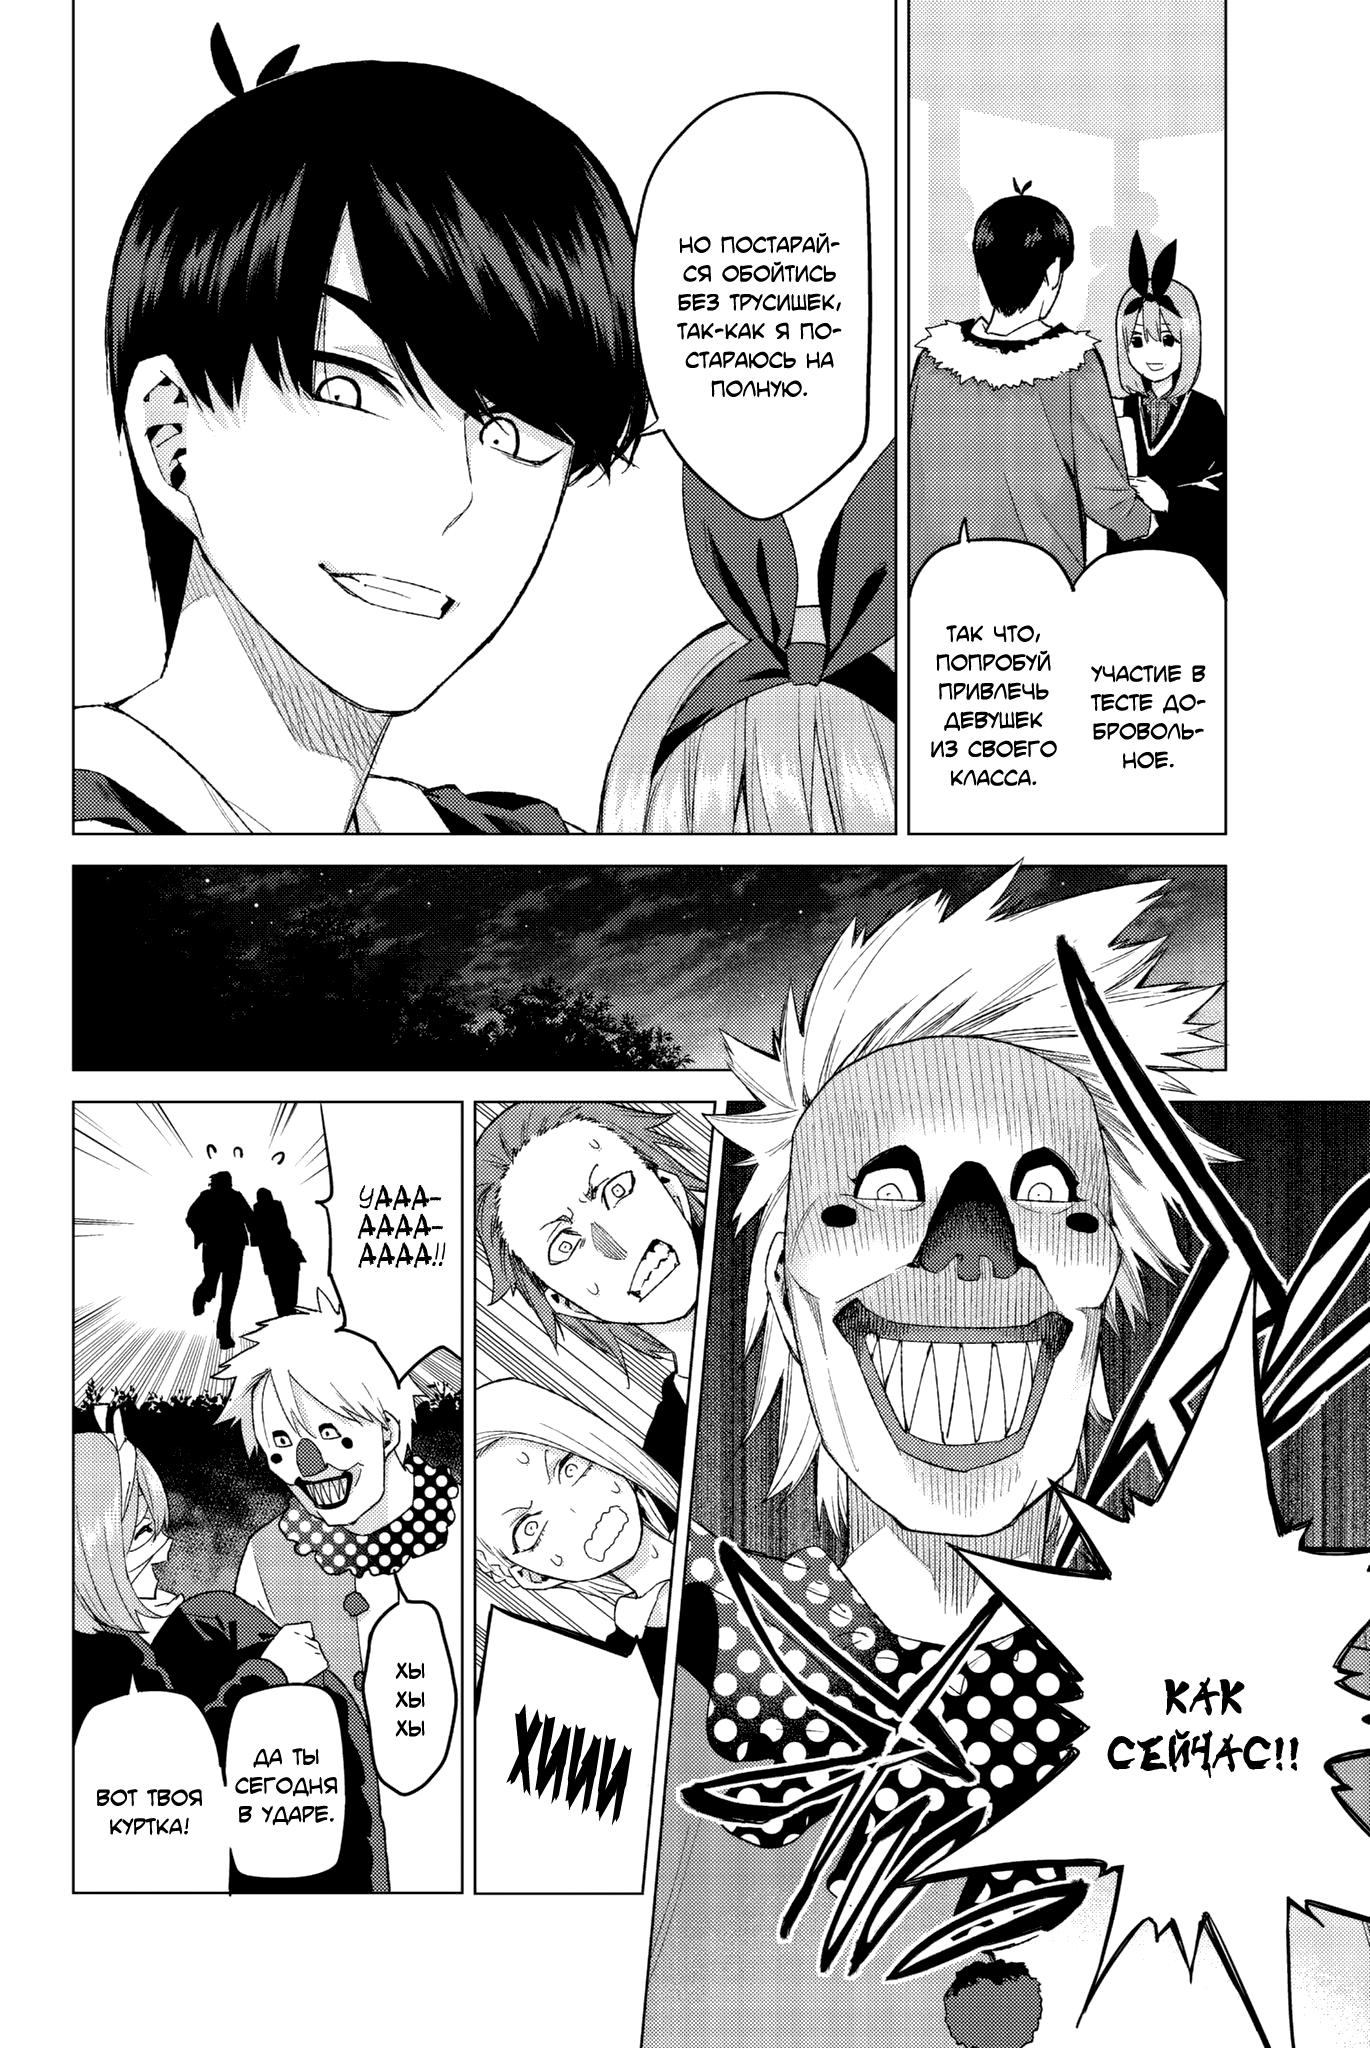 УЧАСТИЕ В
ТЕСТЕ ДО-
БРОВОЛЬ-
НОЕ.
ТАК ЧТО,
ПОПРОБУЙ
ПРИВЛЕЧЬ
ДЕВУШЕК
ИЗ СВОЕГО
КЛАССА.
НО ПОСТАРАЙ-
СЯ ОБОЙТИСЬ
БЕЗ ТРУСИШЕК,
ТАК-КАК Я ПО-
СТАРАЮСЬ НА
ПОЛНУЮ.
КАК
СЕЙЧАС!!
ХИИИ
УААА-
АААА-
АААА!!
ХЫ
ХЫ
ХЫ
ДА ТЫ
СЕГОДНЯ
В УДАРЕ.
ВОТ ТВОЯ
КУРТКА!